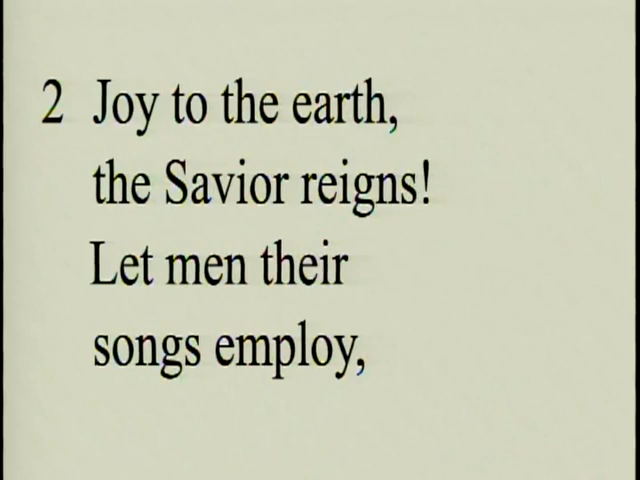 2 Joy to the earth,
the Savior reigns!
Let men their
songs employ,